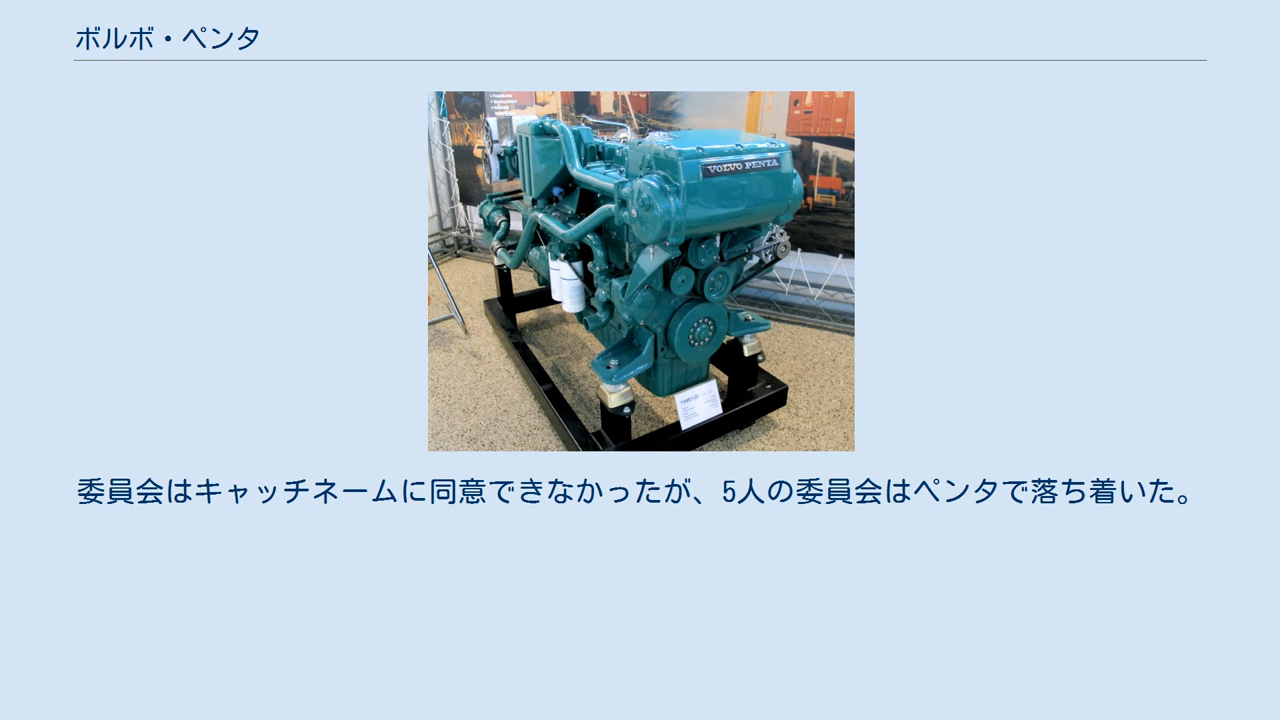 ボルボ・ペンタ
VOLVO PENTA
委員会はキャッチネームに同意できなかったが、5人の委員会はペンタで落ち着いた。